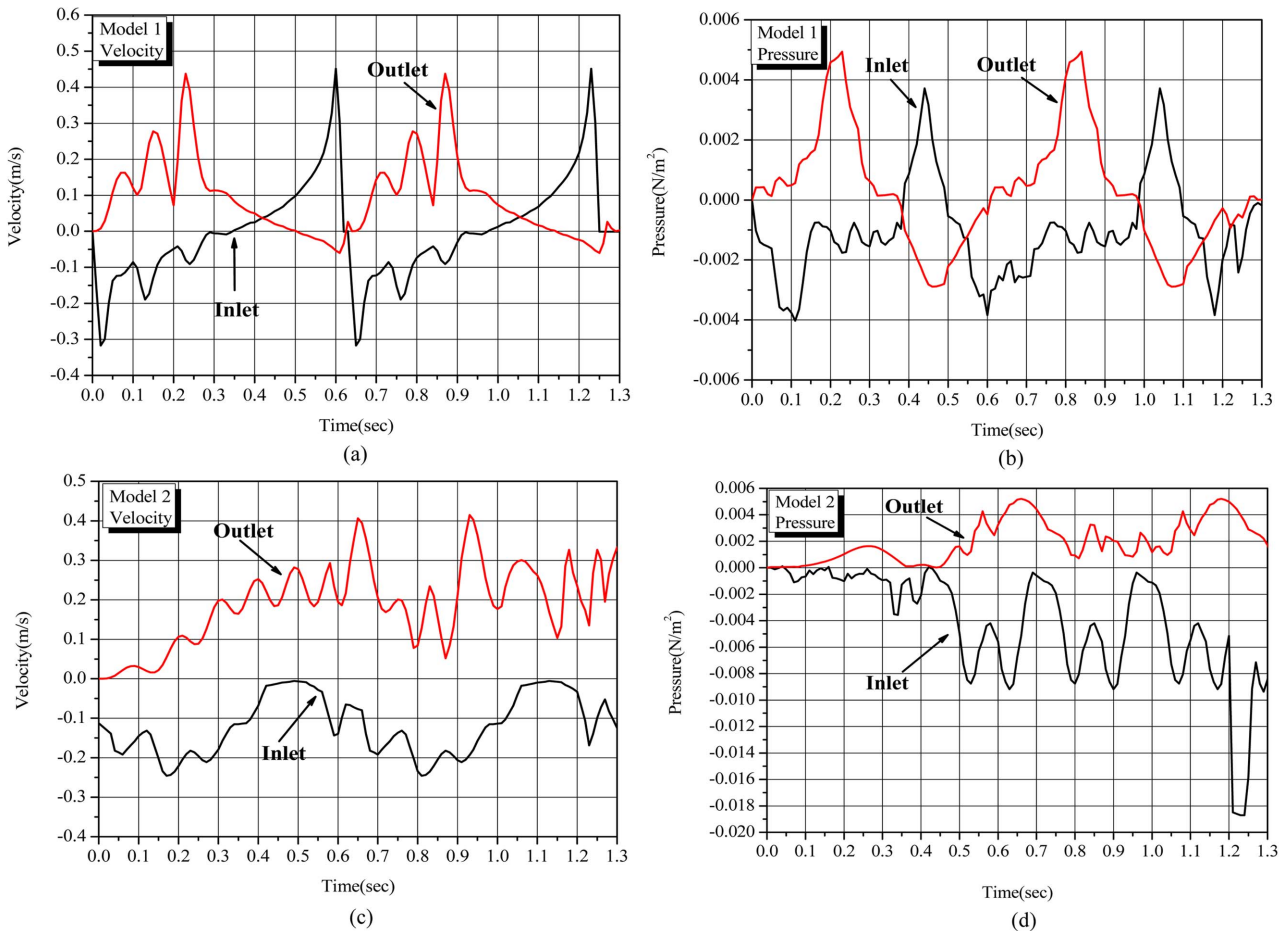 Model 1
Velocity
Outlet
Inlet
Velocity(m/s)
0.6
0.5
0.4
0.3
0.2
0.1
0.0
-0.1
-0.2
-0.3
-0.4
0.0 0.1 0.2 0.3 0.4 0.5 0.6 0.7 0.8 0.9 1.0 1.1 1.2 1.3
Time(sec)
(a)
Model 1
Pressure
Inlet
Outlet
Pressure(N/m²)
0.006
0.004
0.002
0.000
-0.002
-0.004
-0.006
0.0 0.1 0.2 0.3 0.4 0.5 0.6 0.7 0.8 0.9 1.0 1.1 1.2 1.3
Time(sec)
(b)
Model 2
Velocity
Outlet
Inlet
Velocity(m/s)
0.5
0.4
0.3
0.2
0.1
0.0
-0.1
-0.2
-0.3
-0.4
0.0 0.1 0.2 0.3 0.4 0.5 0.6 0.7 0.8 0.9 1.0 1.1 1.2 1.3
Time(sec)
(c)
Model 2
Pressure
Outlet
Inlet
Pressure(N/m²)
0.006
0.004
0.002
0.000
-0.002
-0.004
-0.006
-0.008
-0.010
-0.012
-0.014
-0.016
-0.018
-0.020
0.0 0.1 0.2 0.3 0.4 0.5 0.6 0.7 0.8 0.9 1.0 1.1 1.2 1.3
Time(sec)
(d)